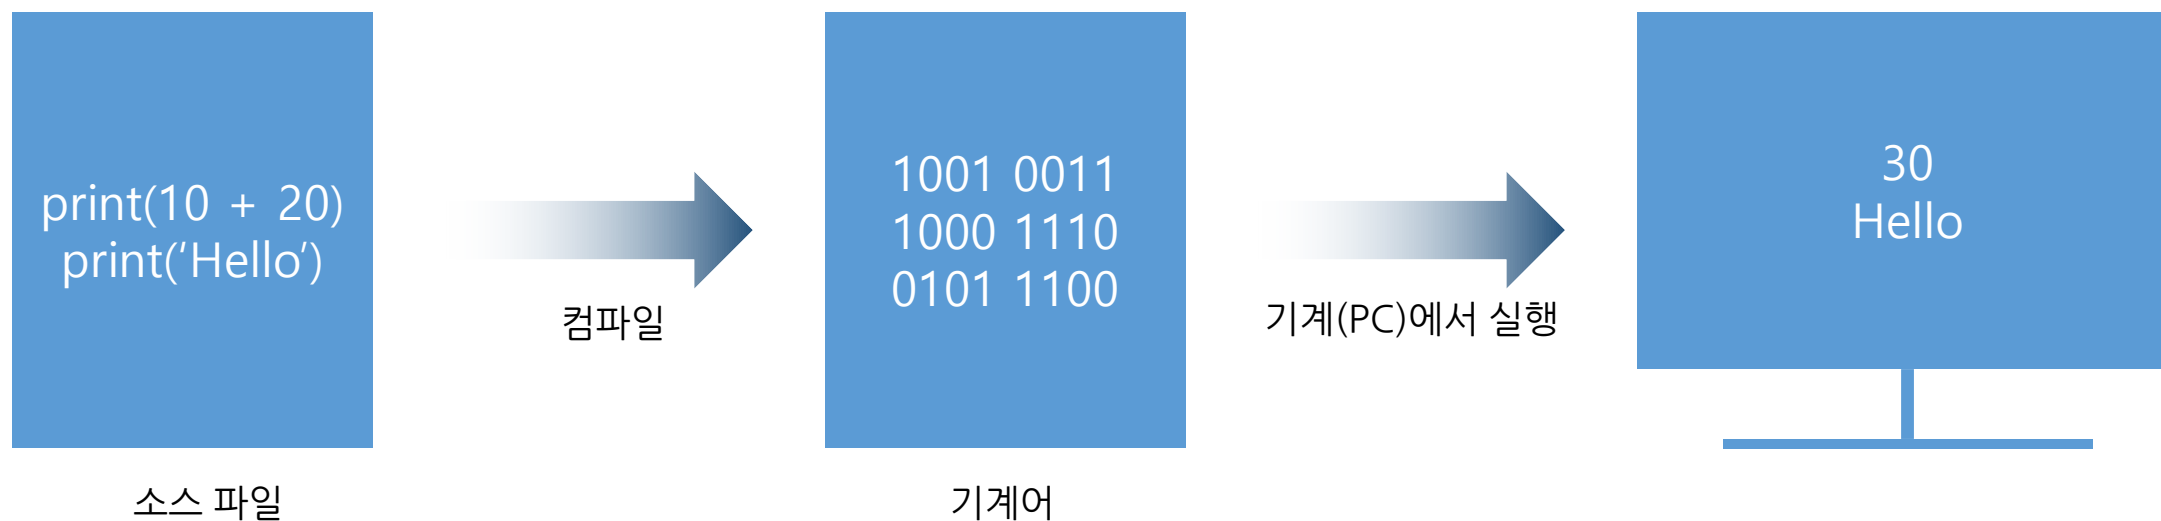 print(10 + 20)
print(‘Hello’)
소스 파일
컴파일
1001 0011
1000 1110
0101 1100
기계어
기계(PC)에서 실행
30
Hello